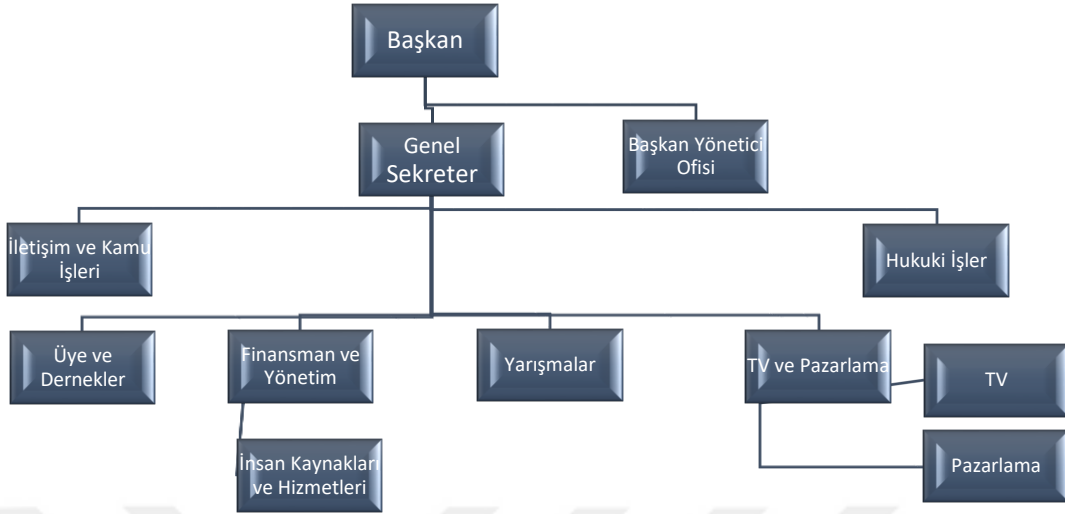 Başkan
Genel
Sekreter
Başkan Yönetici
Ofisi
İletişim ve Kamu
İşleri
Hukuki İşler
Üye ve
Dernekler
Finansman ve
Yönetim
Yarışmalar
TV ve Pazarlama
TV
İnsan Kaynakları
ve Hizmetleri
Pazarlama